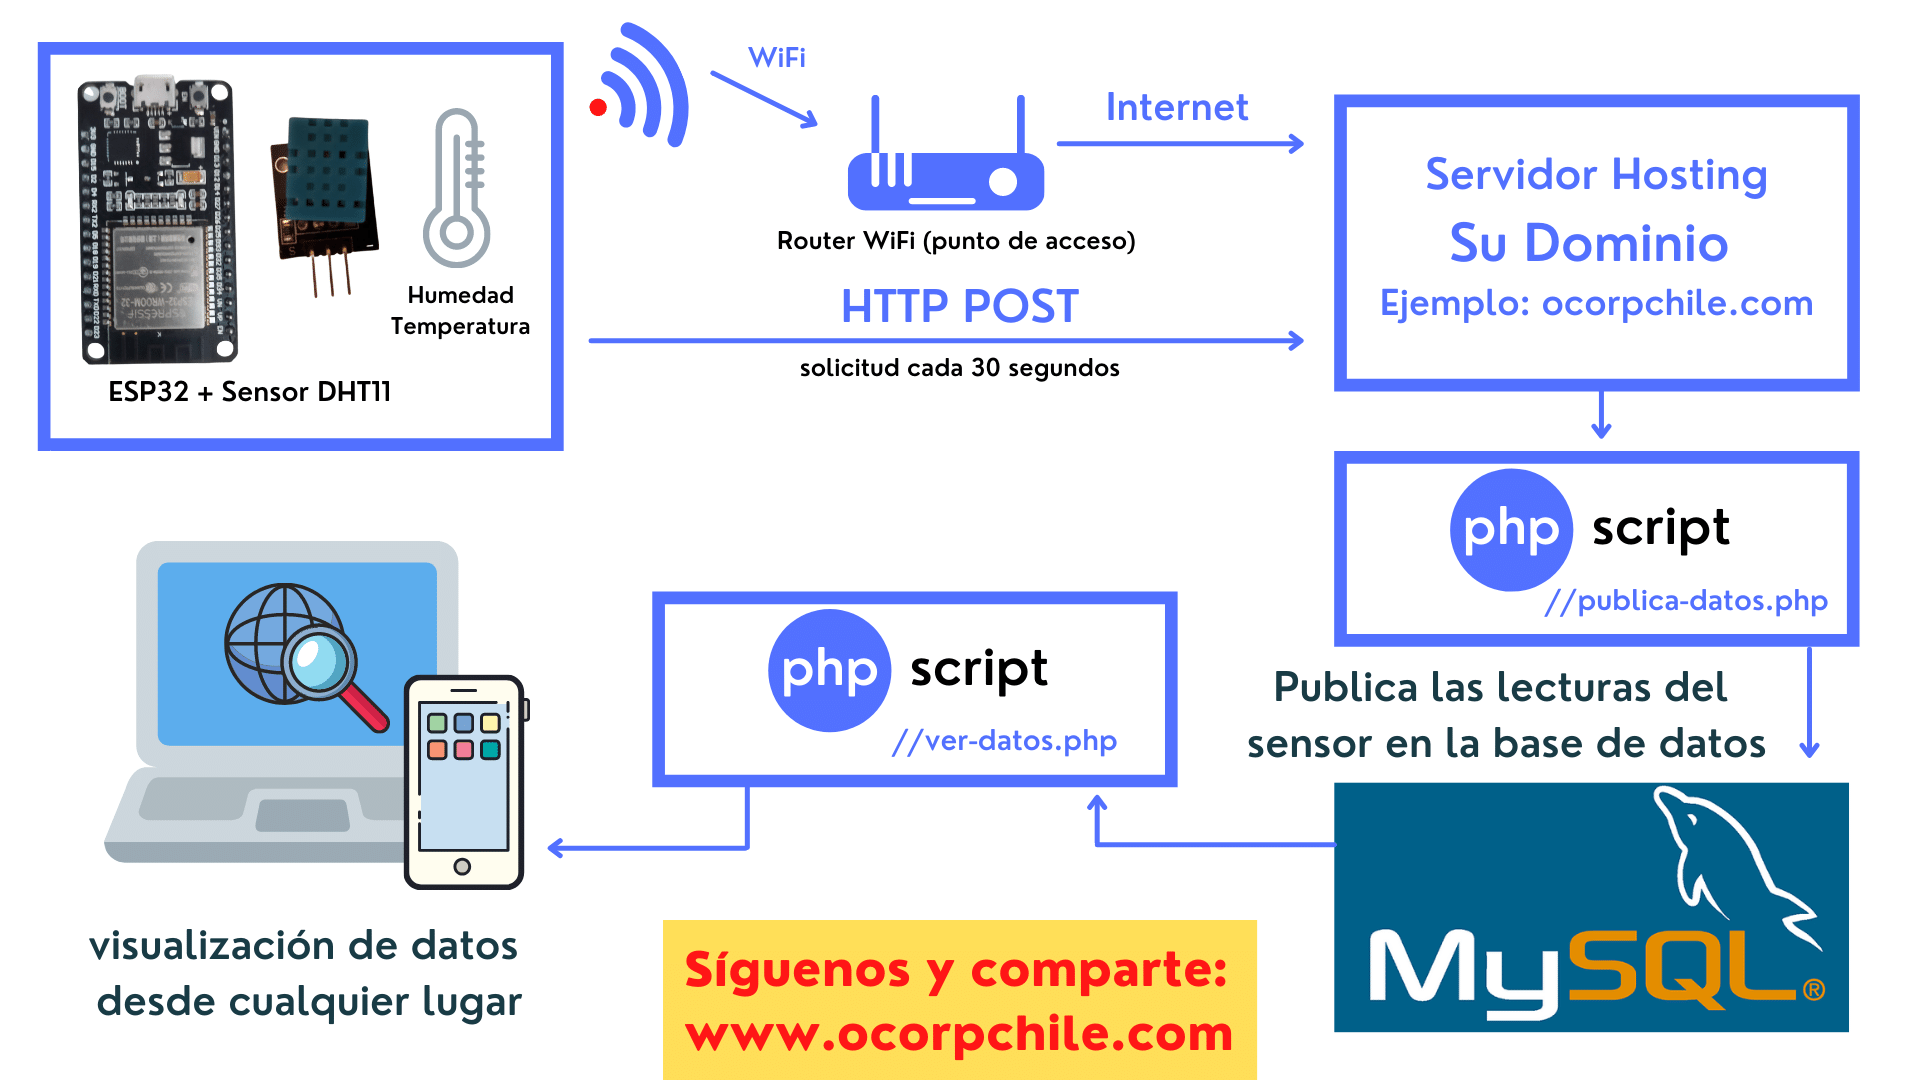 WiFi
Internet
Servidor Hosting
Su Dominio
Ejemplo: ocorpchile.com
Router WiFi (punto de acceso)
HTTP POST
solicitud cada 30 segundos
Humedad
Temperatura
ESP32 + Sensor DHT11
php script
//publica-datos.php
Publica las lecturas del
sensor en la base de datos
php script
//ver-datos.php
MySQL®
visualización de datos
desde cualquier lugar
Síguenos y comparte:
www.ocorpchile.com